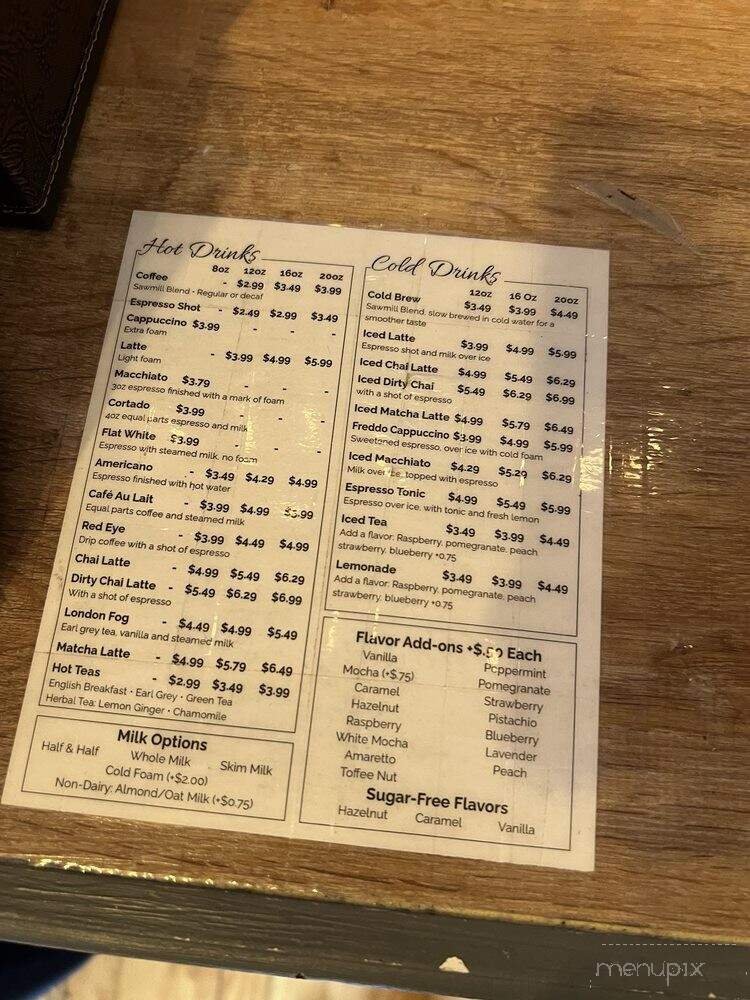 Hot Drinks
8oz 12oz 16oz 20oz
Coffee - $2.99 $3.49 $3.99
Sawmill Blend • Regular or decaf
Espresso Shot - $2.49 $2.99 $3.49
Cappuccino $3.99 - - -
Extra foam
Latte - $3.99 $4.99 $5.99
Light foam
Macchiato $3.79 - - -
3oz espresso finished with a mark of foam
Cortado $3.99 - - -
4oz equal parts espresso and milk
Flat White $3.99 - - -
Espresso with steamed milk, no foam
Americano - $3.49 $4.29 $4.99
Espresso finished with hot water
Café Au Lait - $3.99 $4.99 $5.99
Equal parts coffee and steamed milk
Red Eye - $3.99 $4.49 $4.99
Drip coffee with a shot of espresso
Chai Latte - $4.99 $5.49 $6.29
Dirty Chai Latte - $5.49 $6.29 $6.99
With a shot of espresso
London Fog - $4.49 $4.99 $5.49
Earl grey tea, vanilla and steamed milk
Matcha Latte - $4.99 $5.79 $6.49
Hot Teas - $2.99 $3.49 $3.99
English Breakfast • Earl Grey • Green Tea
Herbal Tea: Lemon Ginger • Chamomile
Milk Options
Half & Half Whole Milk Skim Milk
Cold Foam (+$2.00)
Non-Dairy: Almond/Oat Milk (+$0.75)
Cold Drinks
12oz 16 Oz 20oz
Cold Brew $3.49 $3.99 $4.49
Sawmill Blend, slow brewed in cold water for a
smoother taste
Iced Latte $3.99 $4.99 $5.99
Espresso shot and milk over ice
Iced Chai Latte $4.99 $5.49 $6.29
Iced Dirty Chai $5.49 $6.29 $6.99
with a shot of espresso
Iced Matcha Latte $4.99 $5.79 $6.49
Freddo Cappuccino $3.99 $4.99 $5.99
Sweetened espresso, over ice with cold foam
Iced Macchiato $4.29 $5.29 $6.29
Milk over ice, topped with espresso
Espresso Tonic $4.99 $5.49 $5.99
Espresso over ice, with tonic and fresh lemon
Iced Tea $3.49 $3.99 $4.49
Add a flavor: Raspberry, pomegranate, peach
strawberry, blueberry +0.75
Lemonade $3.49 $3.99 $4.49
Add a flavor: Raspberry, pomegranate, peach
strawberry, blueberry +0.75
Flavor Add-ons +$.50 Each
Vanilla Peppermint
Mocha (+$.75) Pomegranate
Caramel Strawberry
Hazelnut Pistachio
Raspberry Blueberry
White Mocha Lavender
Amaretto Peach
Toffee Nut
Sugar-Free Flavors
Hazelnut Caramel Vanilla
menupix